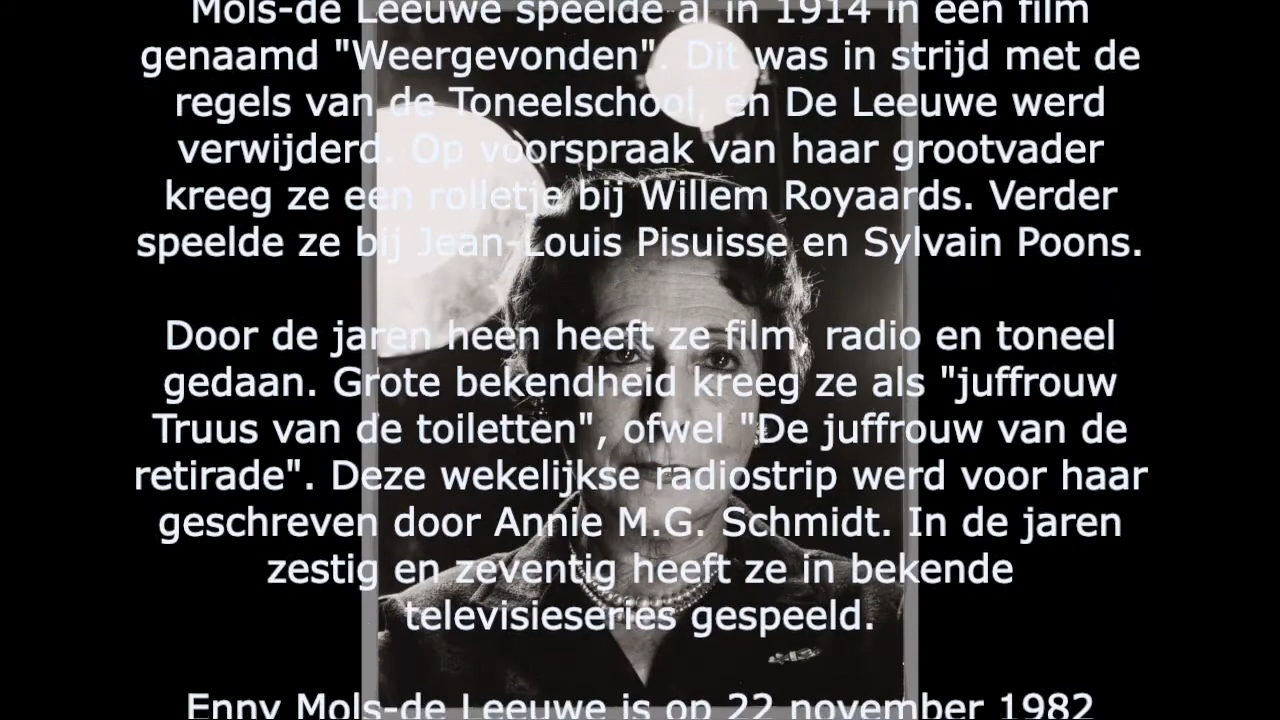 Mols-de Leeuwe speelde al in 1914 in een film
genaamd "Weergevonden". Dit was in strijd met de
regels van de Toneelschool, en De Leeuwe werd
verwijderd. Op voorspraak van haar grootvader
kreeg ze een rolletje bij Willem Royaards. Verder
speelde ze bij Jean-Louis Pisuisse en Sylvain Poons.
Door de jaren heen heeft ze film, radio en toneel
gedaan. Grote bekendheid kreeg ze als "juffrouw
Truus van de toiletten", ofwel "De juffrouw van de
retirade". Deze wekelijkse radiostrip werd voor haar
geschreven door Annie M.G. Schmidt. In de jaren
zestig en zeventig heeft ze in bekende
televisieseries gespeeld.
Enny Mols-de Leeuwe is op 22 november 1982